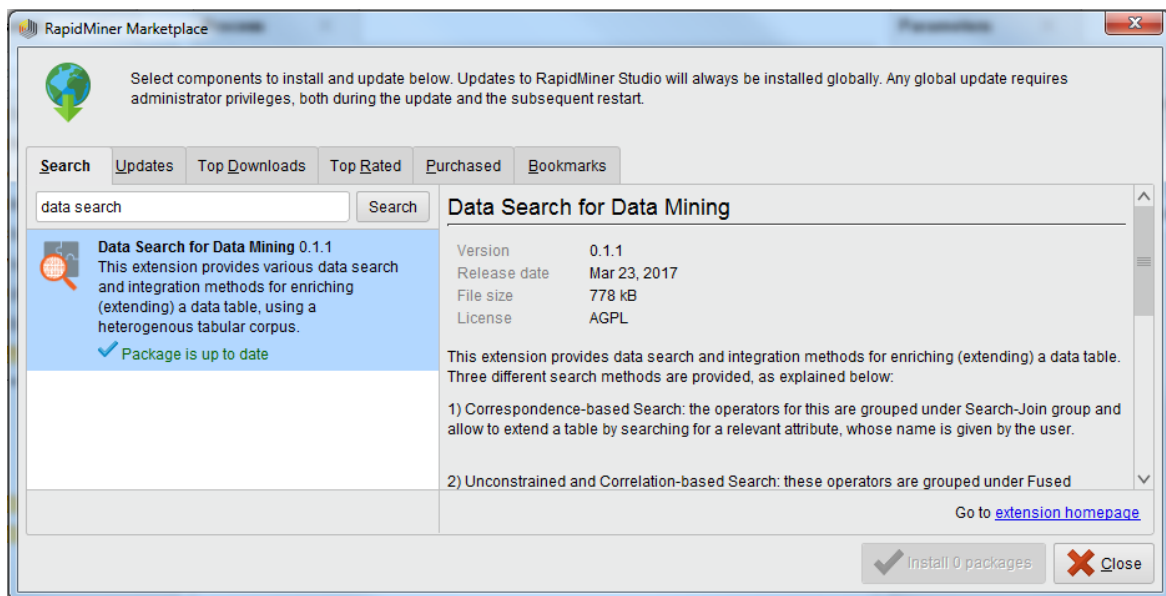 RapidMiner Marketplace
Select components to install and update below. Updates to RapidMiner Studio will always be installed globally. Any global update requires
administrator privileges, both during the update and the subsequent restart.
Search Updates Top Downloads Top Rated Purchased Bookmarks
data search Search
Data Search for Data Mining 0.1.1
This extension provides various data search
and integration methods for enriching
(extending) a data table, using a
heterogenous tabular corpus.
Package is up to date
Data Search for Data Mining
Version 0.1.1
Release date Mar 23, 2017
File size 778 kB
License AGPL
This extension provides data search and integration methods for enriching (extending) a data table.
Three different search methods are provided, as explained below:
1) Correspondence-based Search: the operators for this are grouped under Search-Join group and
allow to extend a table by searching for a relevant attribute, whose name is given by the user.
2) Unconstrained and Correlation-based Search: these operators are grouped under Fused
Go to extension homepage
Install 0 packages Close